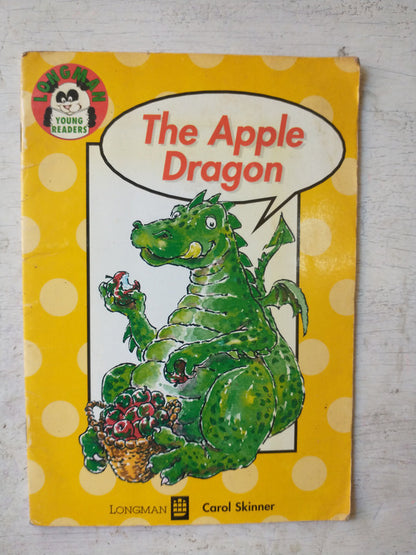 LONGMAN
YOUNG
READERS
The Apple
Dragon
LONGMAN Carol Skinner